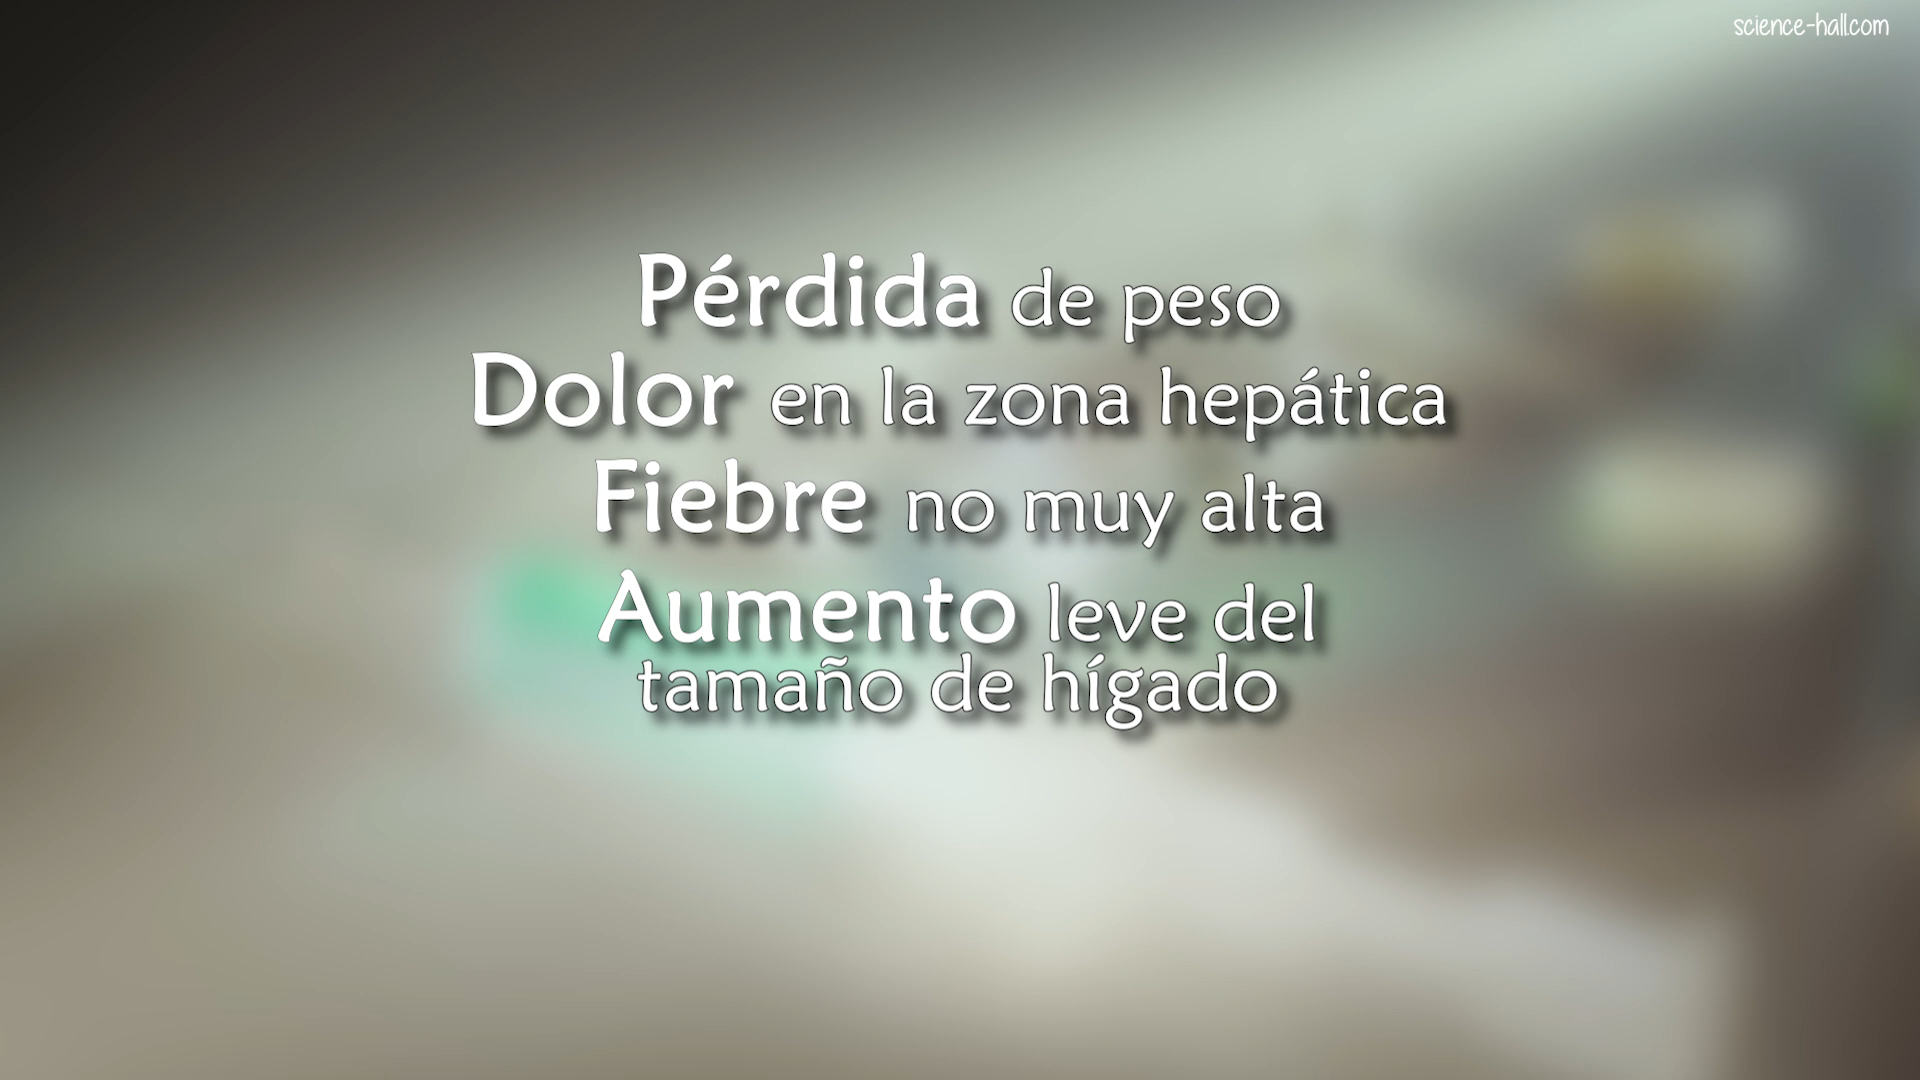 science-hall.com
Pérdida de peso
Dolor en la zona hepática
Fiebre no muy alta
Aumento leve del
tamaño de hígado